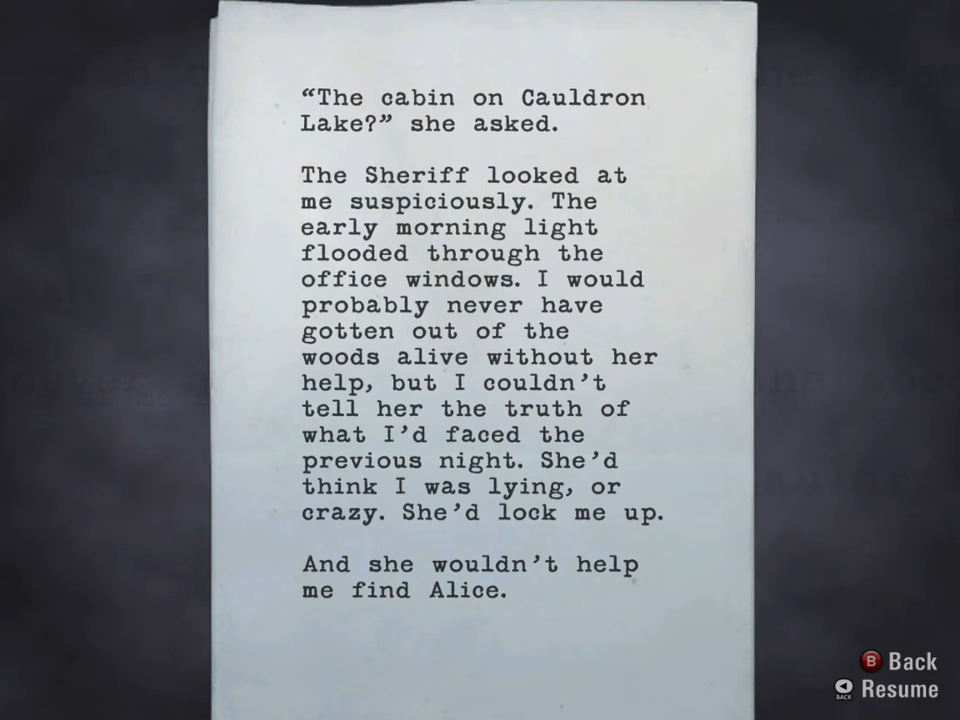 “The cabin on Cauldron
Lake?” she asked.
The Sheriff looked at
me suspiciously. The
early morning light
flooded through the
office windows. I would
probably never have
gotten out of the
woods alive without her
help, but I couldn’t
tell her the truth of
what I’d faced the
previous night. She’d
think I was lying, or
crazy. She’d lock me up.
And she wouldn’t help
me find Alice.
B Back
BACK Resume